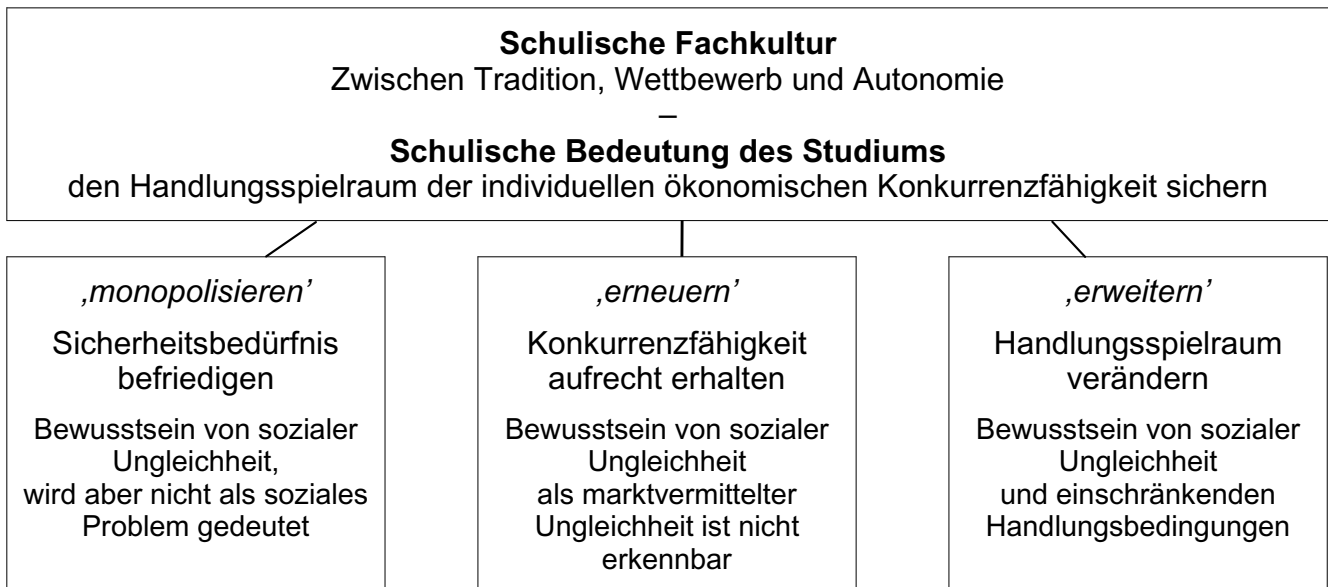 Schulische Fachkultur
Zwischen Tradition, Wettbewerb und Autonomie
–
Schulische Bedeutung des Studiums
den Handlungsspielraum der individuellen ökonomischen Konkurrenzfähigkeit sichern
‚monopolisieren’
Sicherheitsbedürfnis
befriedigen
Bewusstsein von sozialer
Ungleichheit,
wird aber nicht als soziales
Problem gedeutet
‚erneuern’
Konkurrenzfähigkeit
aufrecht erhalten
Bewusstsein von sozialer
Ungleichheit
als marktvermittelter
Ungleichheit ist nicht
erkennbar
‚erweitern’
Handlungsspielraum
verändern
Bewusstsein von sozialer
Ungleichheit
und einschränkenden
Handlungsbedingungen